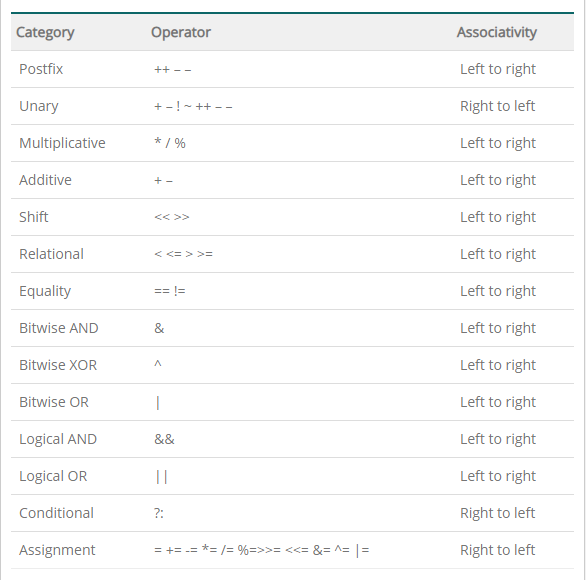 Category Operator Associativity
Postfix ++ – – Left to right
Unary + – ! ~ ++ – – Right to left
Multiplicative * / % Left to right
Additive + – Left to right
Shift << >> Left to right
Relational < <= > >= Left to right
Equality == != Left to right
Bitwise AND & Left to right
Bitwise XOR ^ Left to right
Bitwise OR | Left to right
Logical AND && Left to right
Logical OR || Left to right
Conditional ?: Right to left
Assignment = += -= *= /= %=>>= <<= &= ^= |= Right to left